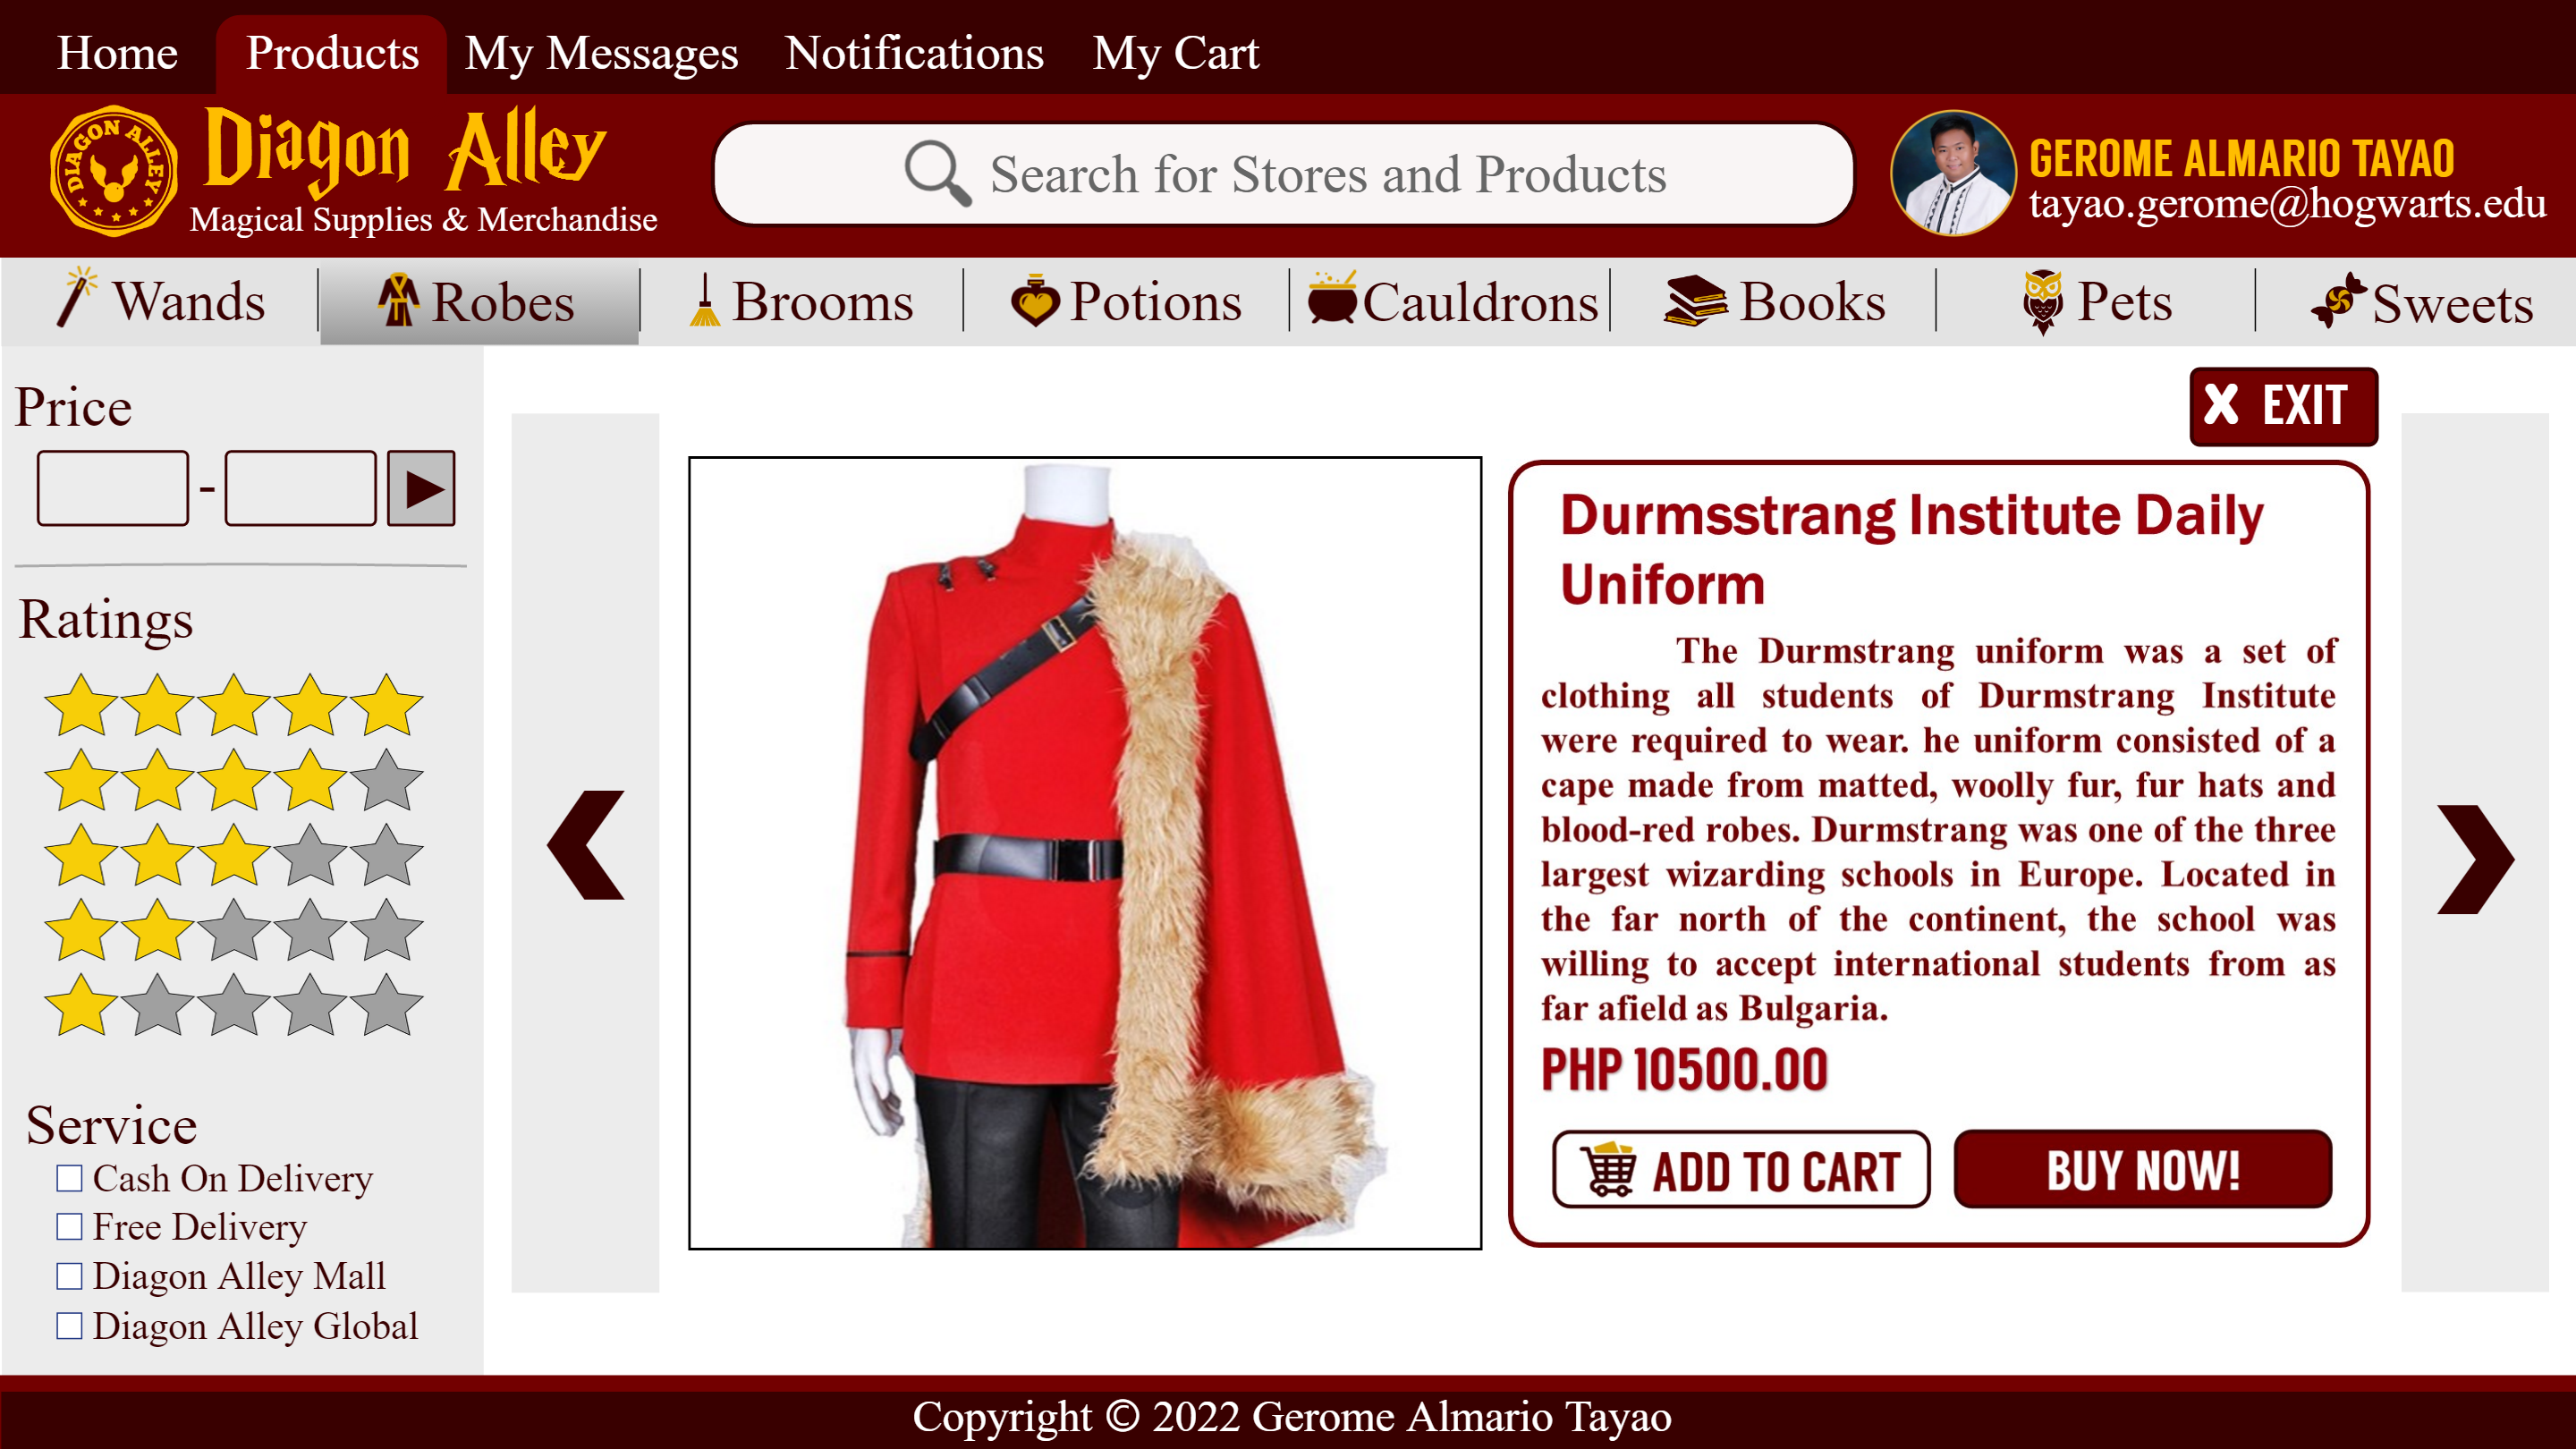 Home Products My Messages Notifications My Cart
DIAGON ALLEY
Diagon Alley
Magical Supplies & Merchandise
Search for Stores and Products
GEROME ALMARIO TAYAO
tayao.gerome@hogwarts.edu
Wands Robes Brooms Potions Cauldrons Books Pets Sweets
Price
-
Ratings
Service
Cash On Delivery
Free Delivery
Diagon Alley Mall
Diagon Alley Global
X EXIT
Durmsstrang Institute Daily
Uniform
The Durmstrang uniform was a set of
clothing all students of Durmstrang Institute
were required to wear. he uniform consisted of a
cape made from matted, woolly fur, fur hats and
blood-red robes. Durmstrang was one of the three
largest wizarding schools in Europe. Located in
the far north of the continent, the school was
willing to accept international students from as
far afield as Bulgaria.
PHP 10500.00
ADD TO CART
BUY NOW!
Copyright © 2022 Gerome Almario Tayao